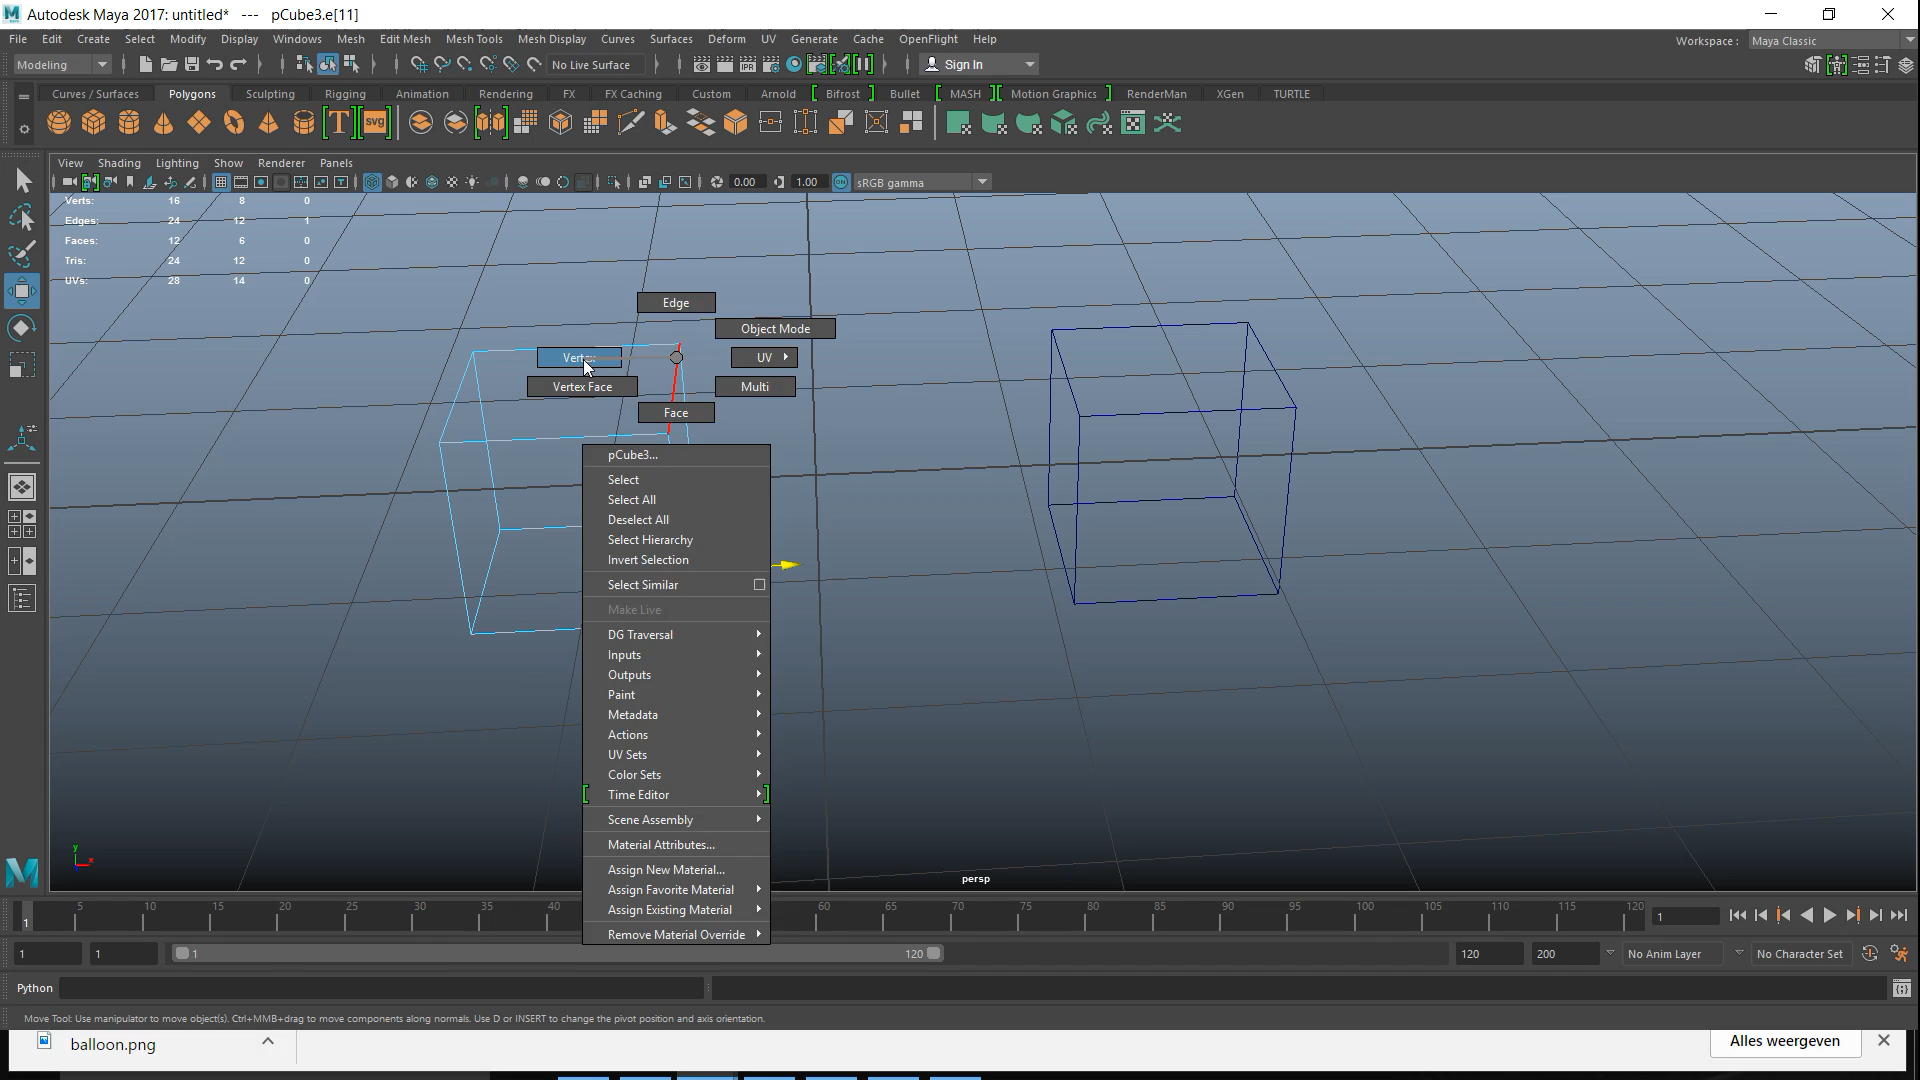 Autodesk Maya 2017: untitled* --- pCube3.e[11]
File Edit Create Select Modify Display Windows Mesh Edit Mesh Mesh Tools Mesh Display Curves Surfaces Deform UV Generate Cache OpenFlight Help
Workspace : Maya Classic
Modeling No Live Surface IPR Sign In
Curves / Surfaces Polygons Sculpting Rigging Animation Rendering FX FX Caching Custom Arnold Bifrost Bullet MASH Motion Graphics RenderMan XGen TURTLE
T svg
View Shading Lighting Show Renderer Panels
0.00 1.00 ON sRGB gamma
Verts: 16 8 0
Edges: 24 12 1
Faces: 12 6 0
Tris: 24 12 0
UVs: 28 14 0
Edge
Object Mode
Vertex
UV
Vertex Face
Multi
Face
pCube3...
Select
Select All
Deselect All
Select Hierarchy
Invert Selection
Select Similar
Make Live
DG Traversal
Inputs
Outputs
Paint
Metadata
Actions
UV Sets
Color Sets
Time Editor
Scene Assembly
Material Attributes...
Assign New Material...
Assign Favorite Material
Assign Existing Material
Remove Material Override
y
x
persp
1 5 10 15 20 25 30 35 40 60 65 70 75 80 85 90 95 100 105 110 115 120 1
1 1 1 120 120 200 No Anim Layer No Character Set
Python
Move Tool: Use manipulator to move object(s). Ctrl+MMB+drag to move components along normals. Use D or INSERT to change the pivot position and axis orientation.
balloon.png
Alles weergeven